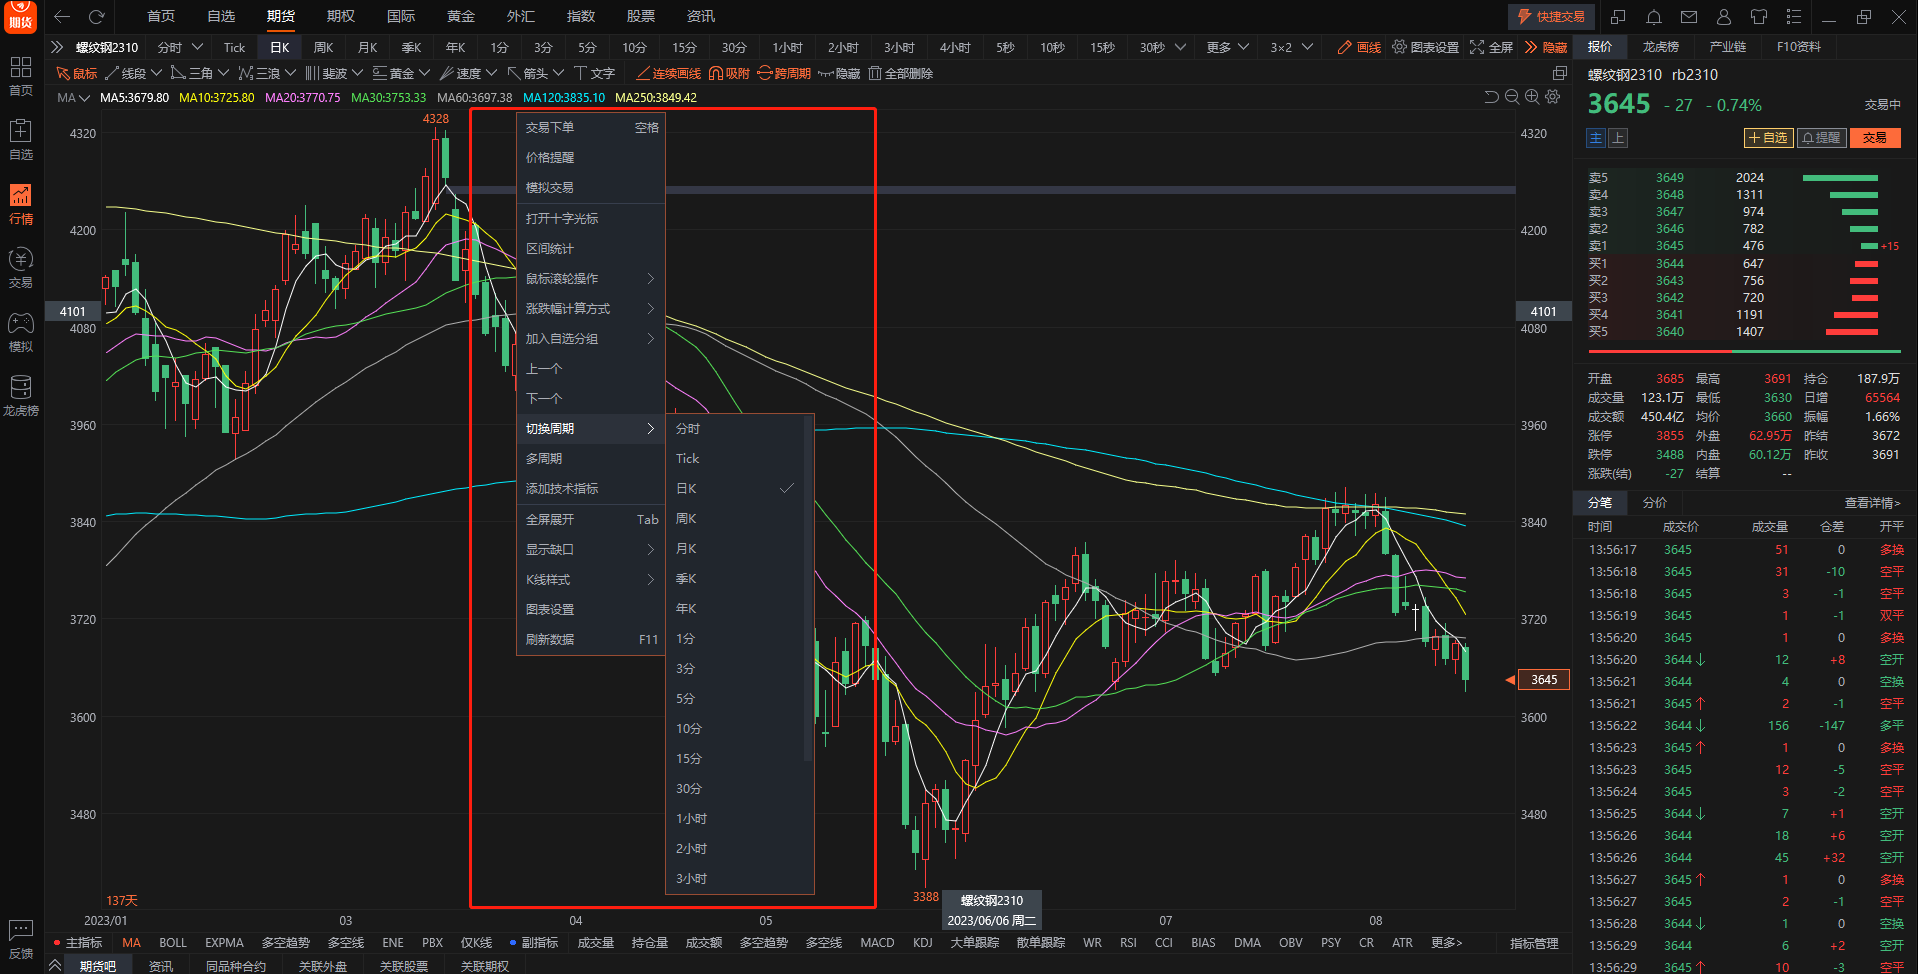 期货
首页 自选 期货 期权 国际 黄金 外汇 指数 股票 资讯 快捷交易
螺纹钢2310 分时 Tick 日K 周K 月K 季K 年K 1分 3分 5分 10分 15分 30分 1小时 2小时 3小时 4小时 5秒 10秒 15秒 30秒 更多 3×2 画线 图表设置 全屏 隐藏
鼠标 线段 三角 三浪 斐波 黄金 速度 箭头 文字 连续画线 吸附 跨周期 隐藏 全部删除
MA MA5:3679.80 MA10:3725.80 MA20:3770.75 MA30:3753.33 MA60:3697.38 MA120:3835.10 MA250:3849.42
首页
自选
行情
交易
模拟
龙虎榜
反馈
4320
4200
4101
4080
3960
3840
3720
3600
3480
4328
3388
137天
交易下单 空格
价格提醒
模拟交易
打开十字光标
区间统计
鼠标滚轮操作
涨跌幅计算方式
加入自选分组
上一个
下一个
切换周期
多周期
添加技术指标
全屏展开 Tab
显示缺口
K线样式
图表设置
刷新数据 F11
分时
Tick
日K
周K
月K
季K
年K
1分
3分
5分
10分
15分
30分
1小时
2小时
3小时
4320
4200
4101
4080
3960
3840
3720
3645
3600
3480
螺纹钢2310
2023/06/06 周二
2023/01 03 04 05 07 08
主指标 MA BOLL EXPMA 多空趋势 多空线 ENE PBX 仅K线 副指标 成交量 持仓量 成交额 多空趋势 多空线 MACD KDJ 大单跟踪 散单跟踪 WR RSI CCI BIAS DMA OBV PSY CR ATR 更多> 指标管理
期货吧 资讯 同品种合约 关联外盘 关联股票 关联期权
报价 龙虎榜 产业链 F10资料
螺纹钢2310 rb2310
3645 -27 -0.74% 交易中
主 上 +自选 提醒 交易
卖5 3649 2024
卖4 3648 1311
卖3 3647 974
卖2 3646 782
卖1 3645 476 +15
买1 3644 647
买2 3643 756
买3 3642 720
买4 3641 1191
买5 3640 1407
开盘 3685 最高 3691 持仓 187.9万
成交量 123.1万 最低 3630 日增 65564
成交额 450.4亿 均价 3660 振幅 1.66%
涨停 3855 外盘 62.95万 昨结 3672
跌停 3488 内盘 60.12万 昨收 3691
涨跌(结) -27 结算 --
分笔 分价 查看详情>
时间 成交价 成交量 仓差 开平
13:56:17 3645 51 0 多换
13:56:18 3645 31 -10 空平
13:56:18 3645 3 -1 空平
13:56:19 3645 1 -1 双平
13:56:20 3645 1 0 多换
13:56:20 3644↓ 12 +8 空开
13:56:21 3644 4 0 空换
13:56:21 3645↑ 2 -1 空平
13:56:22 3644↓ 156 -147 多平
13:56:23 3645↑ 1 0 多换
13:56:23 3645 12 -5 空平
13:56:24 3645 3 -2 空平
13:56:25 3644↓ 7 +1 空开
13:56:26 3644 18 +6 空开
13:56:26 3644 45 +32 空开
13:56:27 3645↑ 1 0 多换
13:56:27 3645 2 -1 空平
13:56:28 3644↓ 1 0 空换
13:56:29 3644 6 +2 空开
13:56:29 3645↑ 10 -3 空平